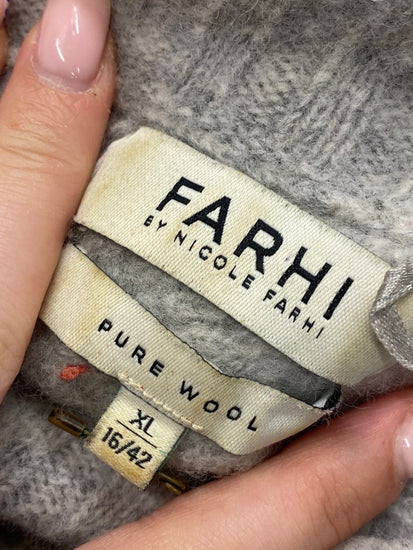 FARHI
BY NICOLE FARHI
PURE WOOL
XL
16/42